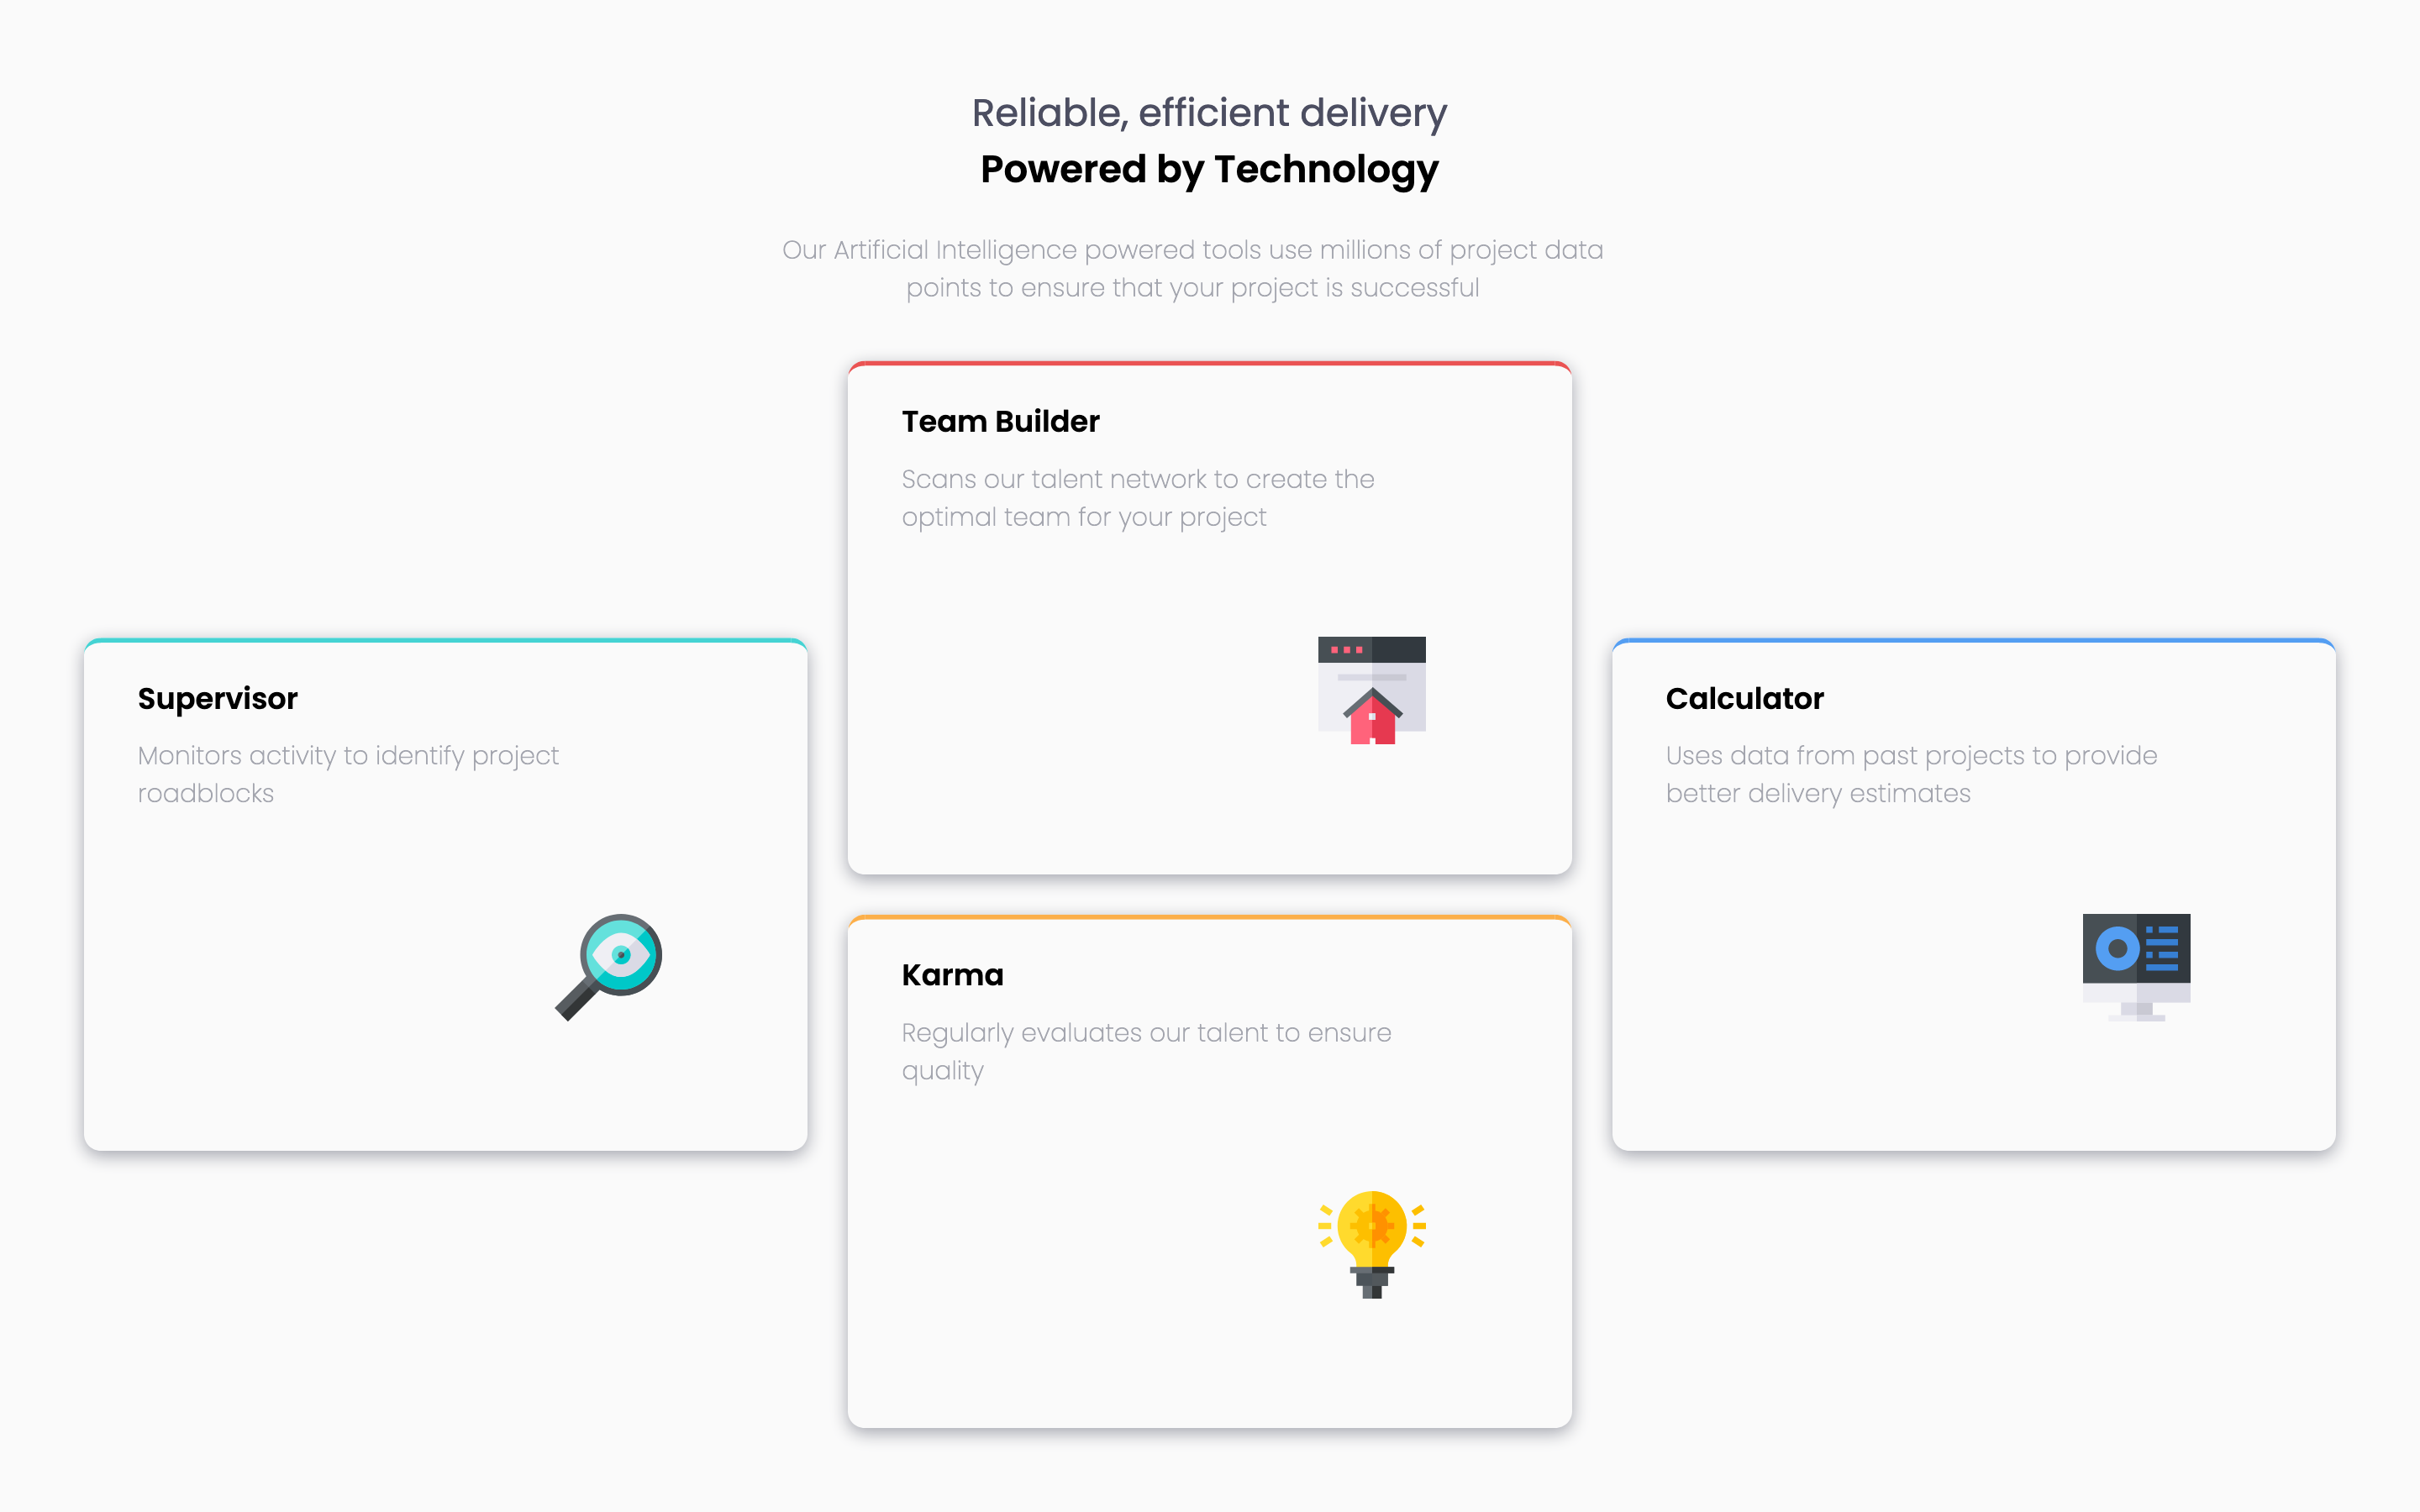 Reliable, efficient delivery
Powered by Technology
Our Artificial Intelligence powered tools use millions of project data
points to ensure that your project is successful
Team Builder
Scans our talent network to create the
optimal team for your project
Supervisor
Monitors activity to identify project
roadblocks
Calculator
Uses data from past projects to provide
better delivery estimates
Karma
Regularly evaluates our talent to ensure
quality